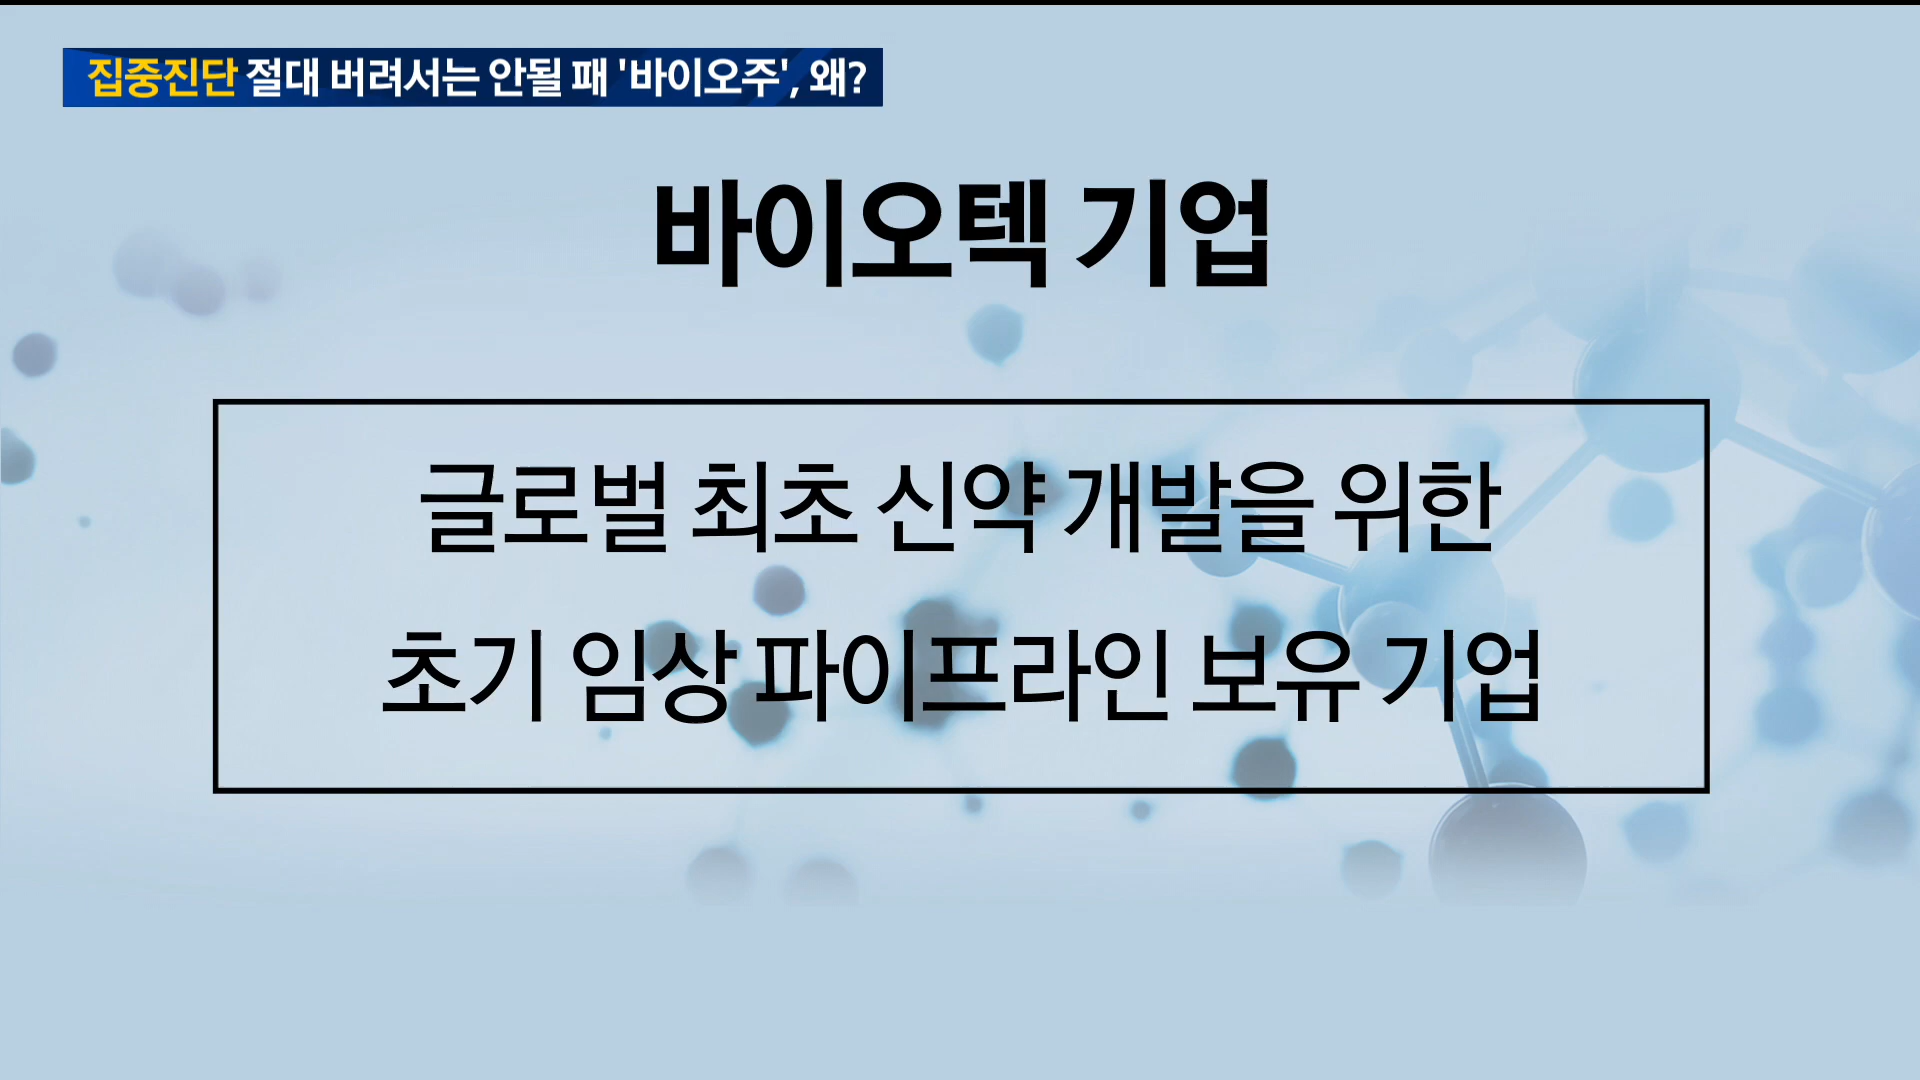 집중진단 절대 버려서는 안될 패 '바이오주', 왜?
바이오텍 기업
글로벌 최초 신약 개발을 위한
초기 임상 파이프라인 보유 기업